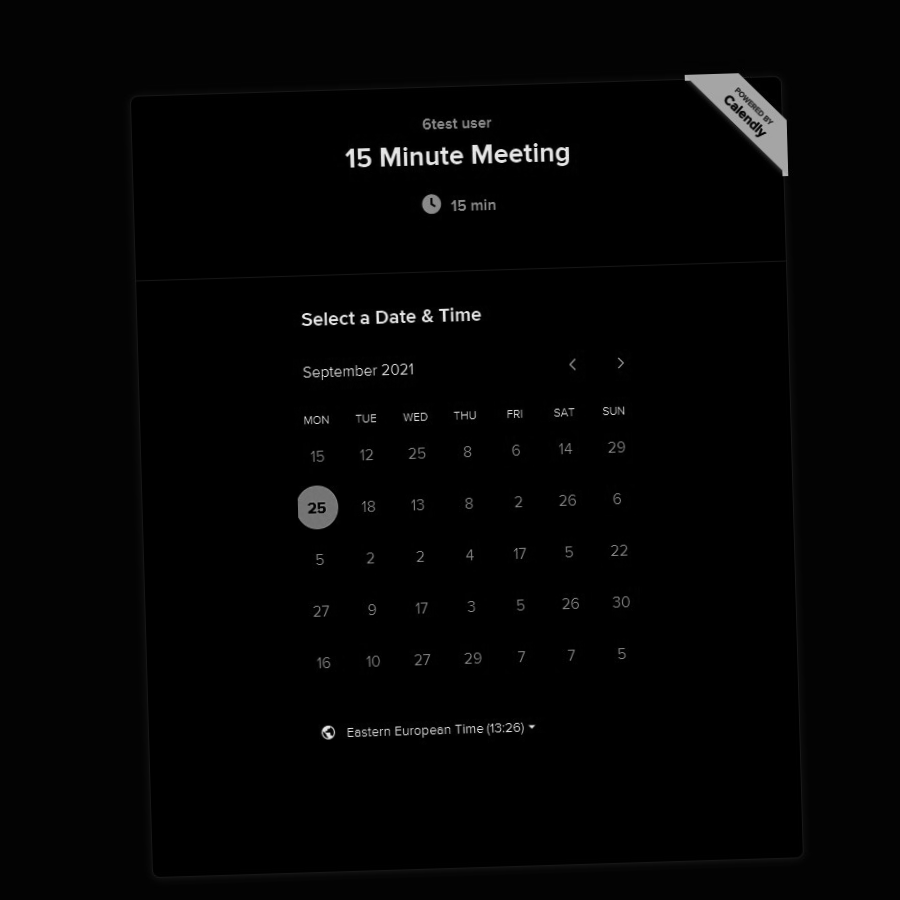 POWERED BY
Calendly
6test user
15 Minute Meeting
15 min
Select a Date & Time
September 2021
MON TUE WED THU FRI SAT SUN
15 12 25 8 6 14 29
25 18 13 8 2 26 6
5 2 2 4 17 5 22
27 9 17 3 5 26 30
16 10 27 29 7 7 5
Eastern European Time (13:26)